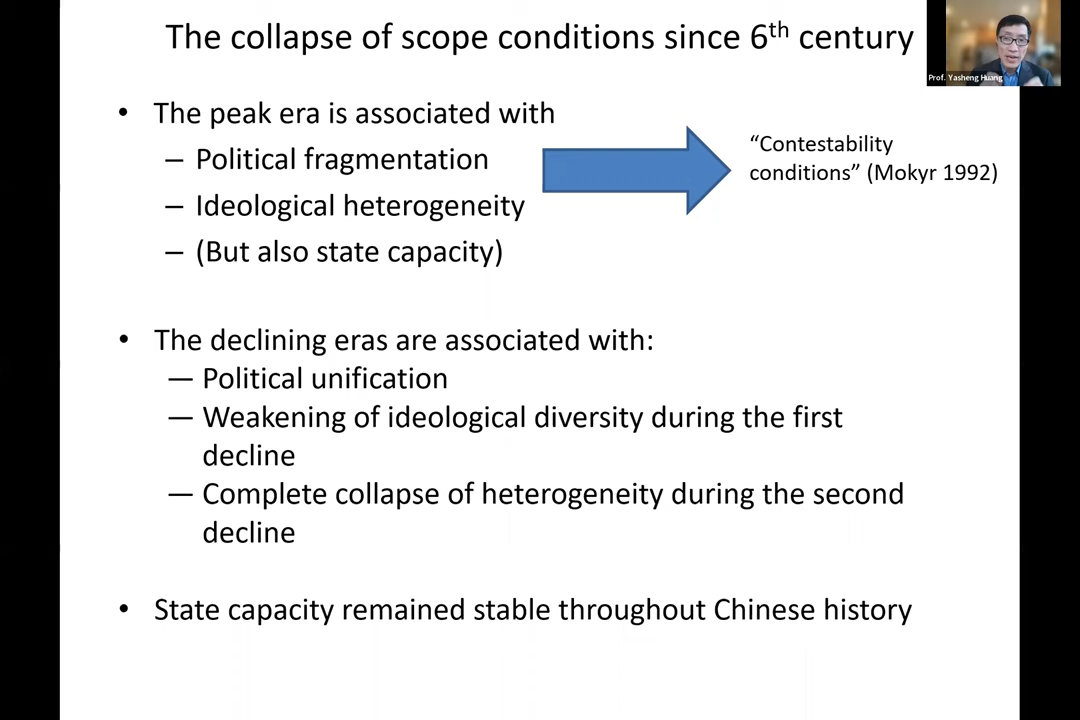 The collapse of scope conditions since 6th century
Prof. Yasheng Huang
• The peak era is associated with
– Political fragmentation
– Ideological heterogeneity
– (But also state capacity)
“Contestability
conditions” (Mokyr 1992)
• The declining eras are associated with:
— Political unification
— Weakening of ideological diversity during the first
decline
— Complete collapse of heterogeneity during the second
decline
• State capacity remained stable throughout Chinese history